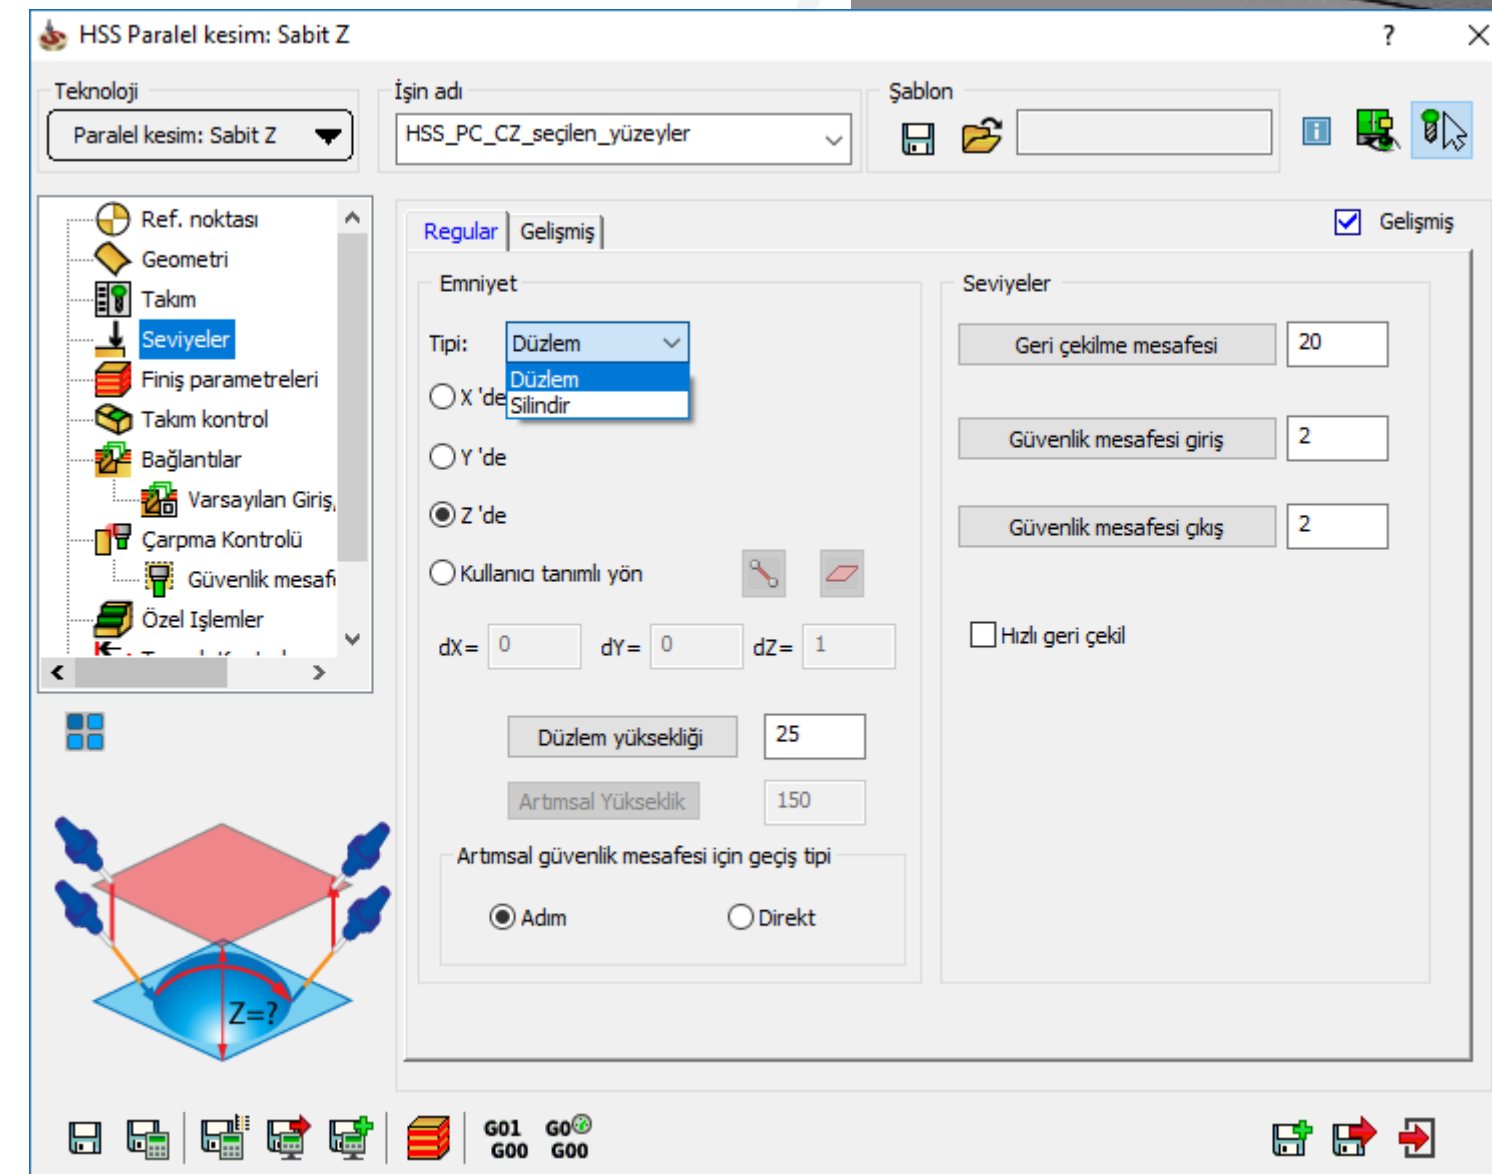 HSS Paralel kesim: Sabit Z
?
Teknoloji
İşin adı
Şablon
Paralel kesim: Sabit Z
HSS_PC_CZ_seçilen_yüzeyler
Ref. noktası
Geometri
Takım
Seviyeler
Finiş parametreleri
Takım kontrol
Bağlantılar
Varsayılan Giriş,
Çarpma Kontrolü
Güvenlik mesafe
Özel Işlemler
Regular
Gelişmiş
Gelişmiş
Emniyet
Tipi:
Düzlem
Düzlem
Silindir
X 'de
Y 'de
Z 'de
Kullanıcı tanımlı yön
dX= 0 dY= 0 dZ= 1
Düzlem yüksekliği 25
Artımsal Yükseklik 150
Artımsal güvenlik mesafesi için geçiş tipi
Adım
Direkt
Seviyeler
Geri çekilme mesafesi 20
Güvenlik mesafesi giriş 2
Güvenlik mesafesi çıkış 2
Hızlı geri çekil
Z=?
G01
G00
G0
G00